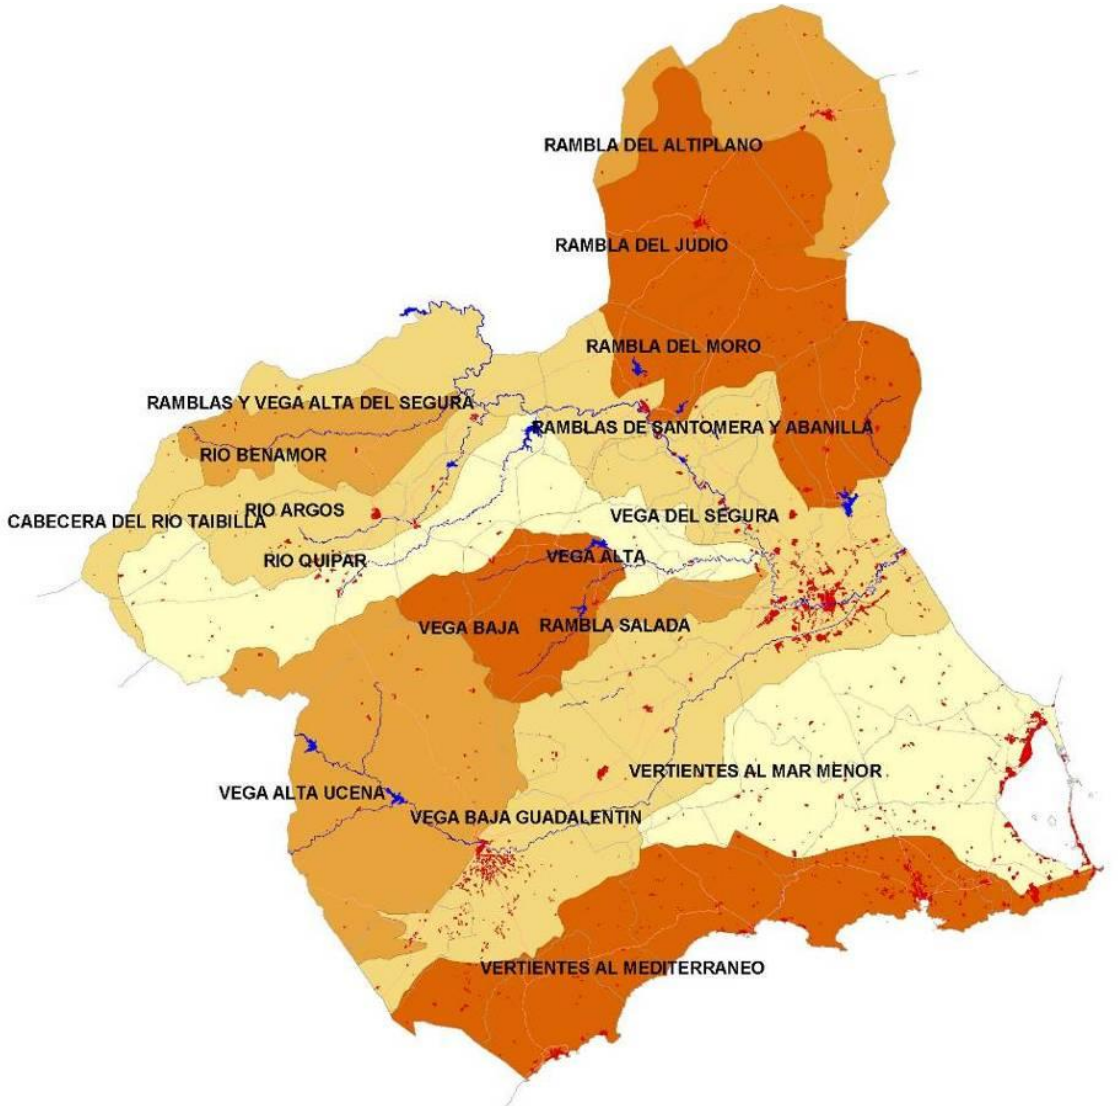 RAMBLA DEL ALTIPLANO
RAMBLA DEL JUDIO
RAMBLA DEL MORO
RAMBLAS Y VEGA ALTA DEL SEGURA
RAMBLAS DE SANTOMERA Y ABANILLA
RIO BENAMOR
RIO ARGOS
CABECERA DEL RIO TAIBILLA
VEGA DEL SEGURA
RIO QUIPAR
VEGA ALTA
VEGA BAJA
RAMBLA SALADA
VERTIENTES AL MAR MENOR
VEGA ALTA UCENA
VEGA BAJA GUADALENTIN
VERTIENTES AL MEDITERRANEO